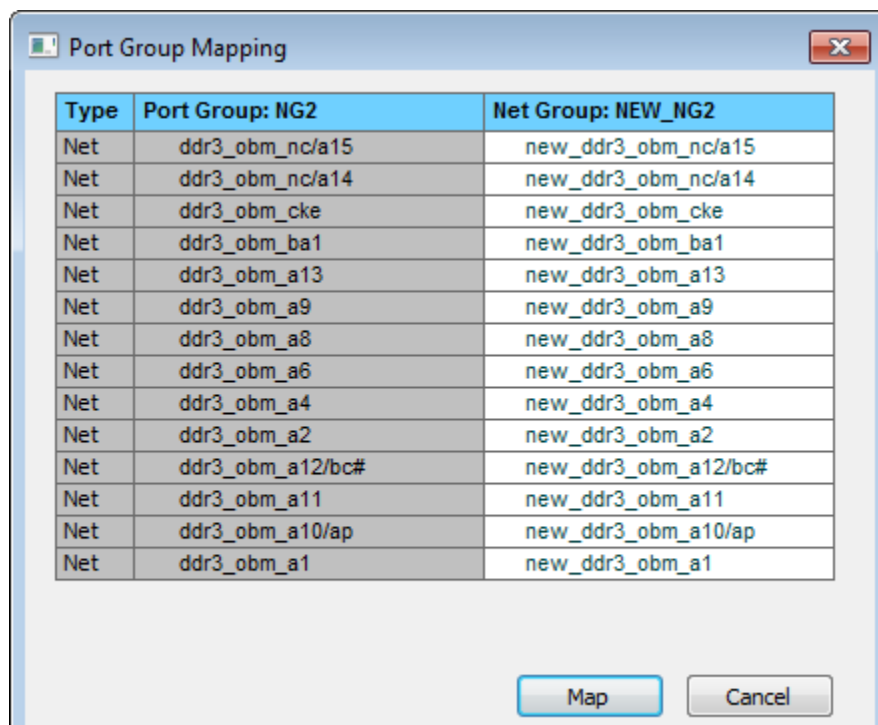 Port Group Mapping
Type Port Group: NG2 Net Group: NEW_NG2
Net ddr3_obm_nc/a15 new_ddr3_obm_nc/a15
Net ddr3_obm_nc/a14 new_ddr3_obm_nc/a14
Net ddr3_obm_cke new_ddr3_obm_cke
Net ddr3_obm_ba1 new_ddr3_obm_ba1
Net ddr3_obm_a13 new_ddr3_obm_a13
Net ddr3_obm_a9 new_ddr3_obm_a9
Net ddr3_obm_a8 new_ddr3_obm_a8
Net ddr3_obm_a6 new_ddr3_obm_a6
Net ddr3_obm_a4 new_ddr3_obm_a4
Net ddr3_obm_a2 new_ddr3_obm_a2
Net ddr3_obm_a12/bc# new_ddr3_obm_a12/bc#
Net ddr3_obm_a11 new_ddr3_obm_a11
Net ddr3_obm_a10/ap new_ddr3_obm_a10/ap
Net ddr3_obm_a1 new_ddr3_obm_a1
Map Cancel